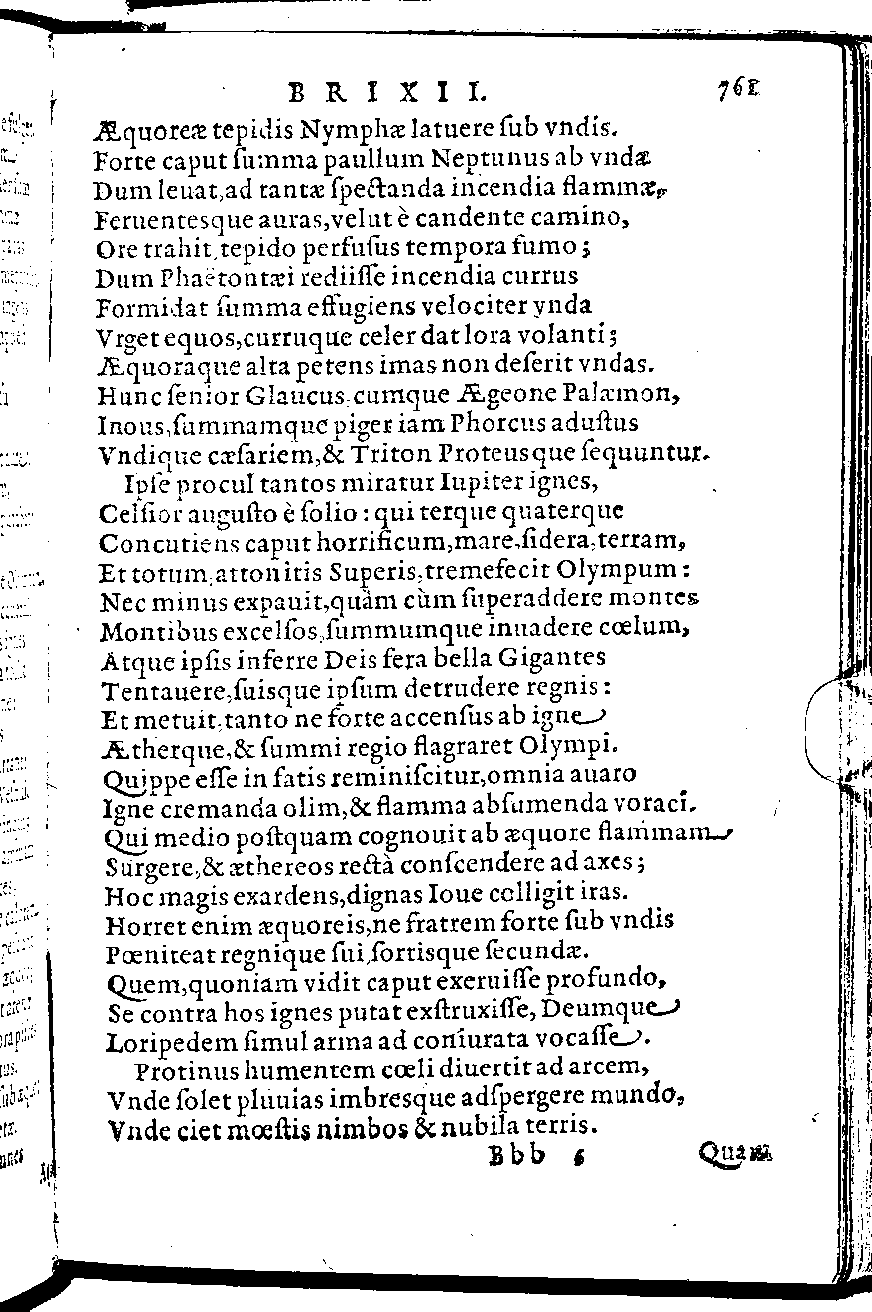 BRIXII. 761
Æquoreæ tepidis Nymphæ latuere ſub vndis.
Forte caput ſumma paullum Neptunus ab vnda
Dum leuat,ad tantæ ſpectanda incendia flammæ,
Feruentesque auras,velut è candente camino,
Ore trahit,tepido perfuſus tempora fumo;
Dum Phaëtontæi rediiſſe incendia currus
Formidat ſumma effugiens velociter vnda
Vrget equos,curruque celer dat lora volanti;
Æquoraque alta petens imas non deſerit vndas.
Hunc ſenior Glaucus,cumque Ægeone Palæmon,
Inous,ſummamque piger iam Phorcus aduſtus
Vndique cæſariem,& Triton Proteusque ſequuntur.
Ipſe procul tantos miratur Iupiter ignes,
Celſior auguſto è ſolio: qui terque quaterque
Concutiens caput horrificum,mare,ſidera,terram,
Et totum,attonitis Superis,tremefecit Olympum:
Nec minus expauit,quàm cùm ſuperaddere montes
Montibus excelſos,ſummumque inuadere cœlum,
Atque ipſis inferre Deis fera bella Gigantes
Tentauere,ſuisque ipſum detrudere regnis:
Et metuit,tanto ne forte accenſus ab igne
Ætherque,& ſummi regio flagraret Olympi.
Quippe eſſe in fatis reminiſcitur,omnia auaro
Igne cremanda olim,& flamma abſumenda voraci.
Qui medio poſtquam cognouit ab æquore flammam
Surgere,& æthereos rectà conſcendere ad axes;
Hoc magis exardens,dignas Ioue colligit iras.
Horret enim æquoreis,ne fratrem forte ſub vndis
Pœniteat regnique ſui,ſortisque ſecundæ.
Quem,quoniam vidit caput exeruiſſe profundo,
Se contra hos ignes putat exſtruxiſſe, Deumque
Loripedem ſimul arma ad coniurata vocaſſe.
Protinus humentem cœli diuertit ad arcem,
Vnde ſolet pluuias imbresque adſpergere mundo,
Vnde ciet mœſtis nimbos & nubila terris.
Bbb 6 Quam